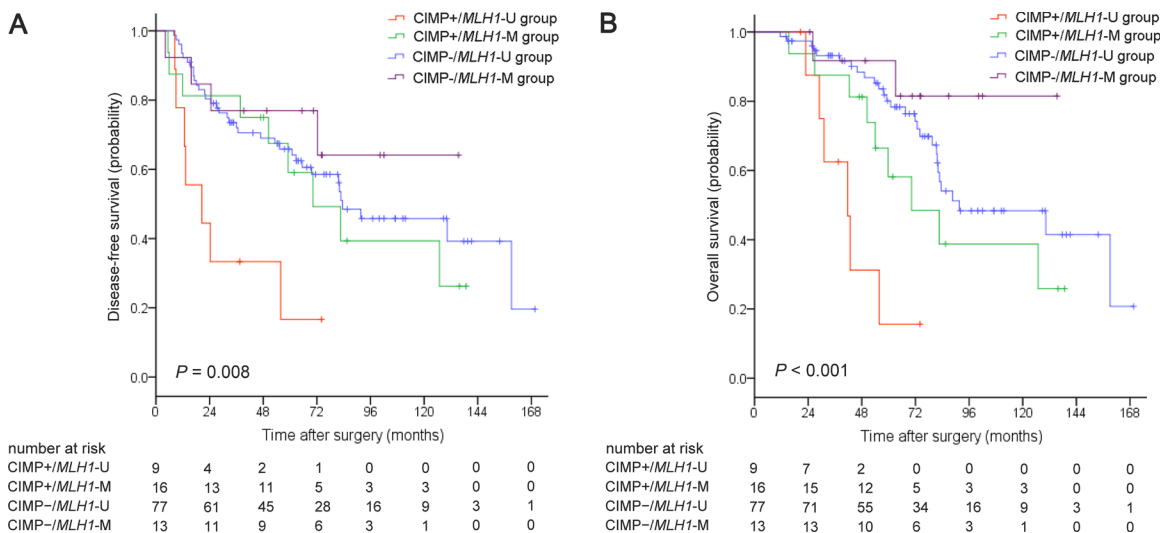 A
CIMP+/MLH1-U group
CIMP+/MLH1-M group
CIMP-/MLH1-U group
CIMP-/MLH1-M group
Disease-free survival (probability)
1.0
0.8
0.6
0.4
0.2
0.0
P = 0.008
0 24 48 72 96 120 144 168
Time after surgery (months)
number at risk
CIMP+/MLH1-U 9 4 2 1 0 0 0 0
CIMP+/MLH1-M 16 13 11 5 3 3 0 0
CIMP−/MLH1-U 77 61 45 28 16 9 3 1
CIMP−/MLH1-M 13 11 9 6 3 1 0 0
B
CIMP+/MLH1-U group
CIMP+/MLH1-M group
CIMP-/MLH1-U group
CIMP-/MLH1-M group
Overall survival (probability)
1.0
0.8
0.6
0.4
0.2
0.0
P < 0.001
0 24 48 72 96 120 144 168
Time after surgery (months)
number at risk
CIMP+/MLH1-U 9 7 2 0 0 0 0 0
CIMP+/MLH1-M 16 15 12 5 3 3 0 0
CIMP−/MLH1-U 77 71 55 34 16 9 3 1
CIMP−/MLH1-M 13 13 10 6 3 1 0 0